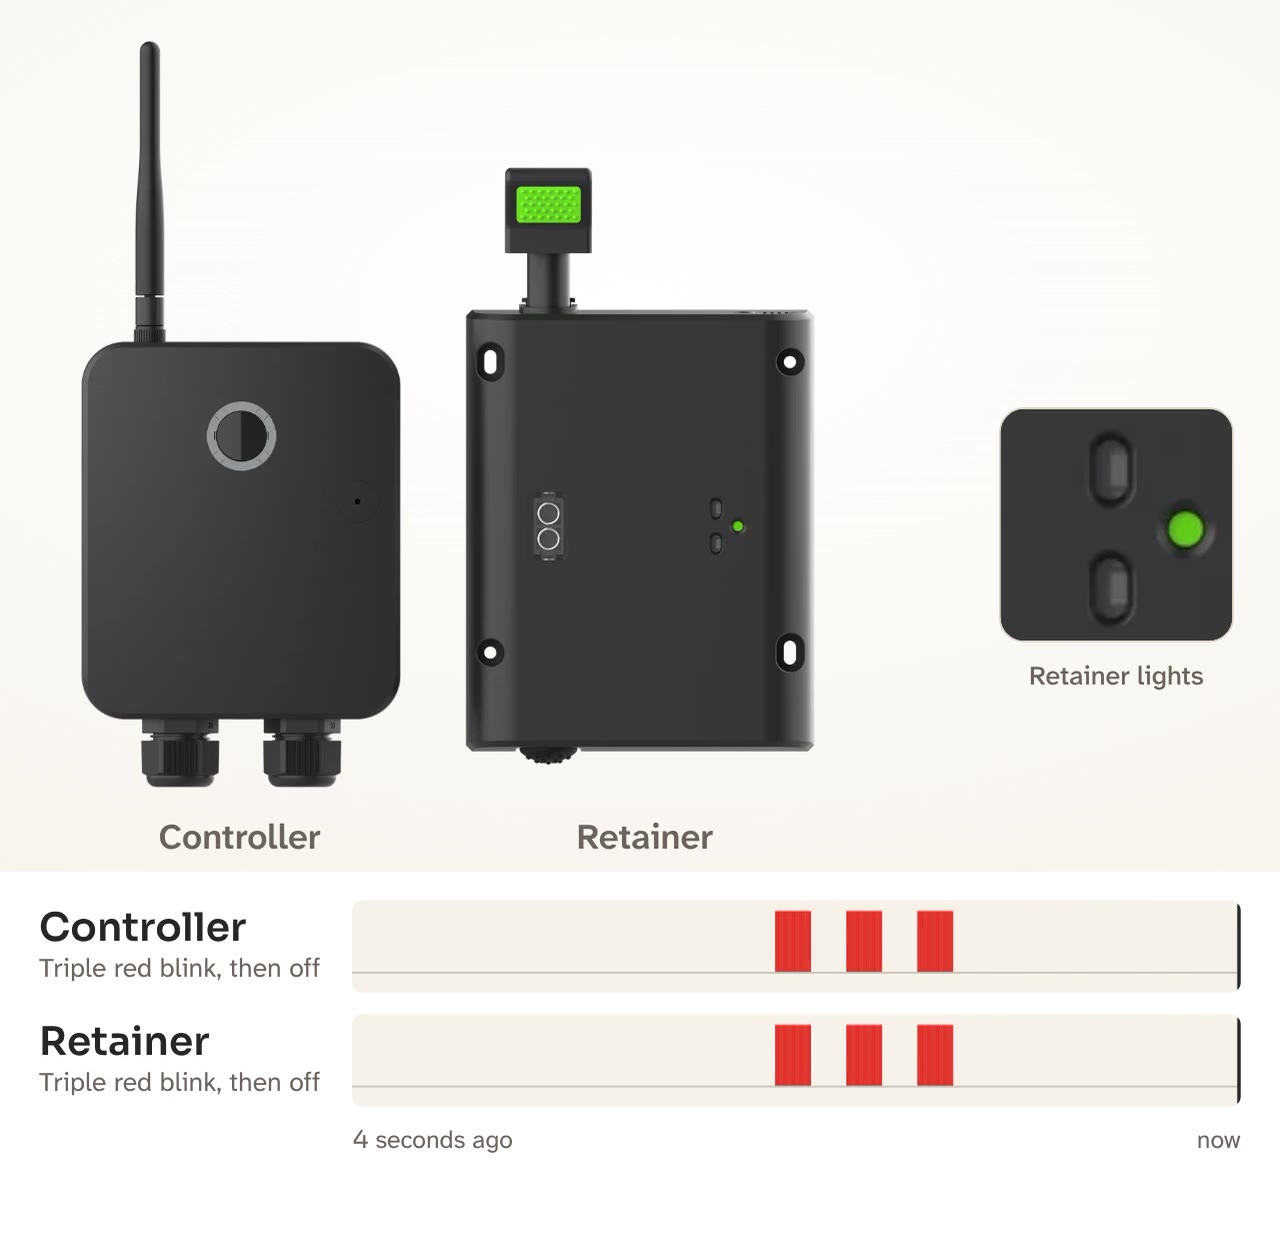 Retainer lights
Controller
Retainer
Controller
Triple red blink, then off
Retainer
Triple red blink, then off
4 seconds ago
now